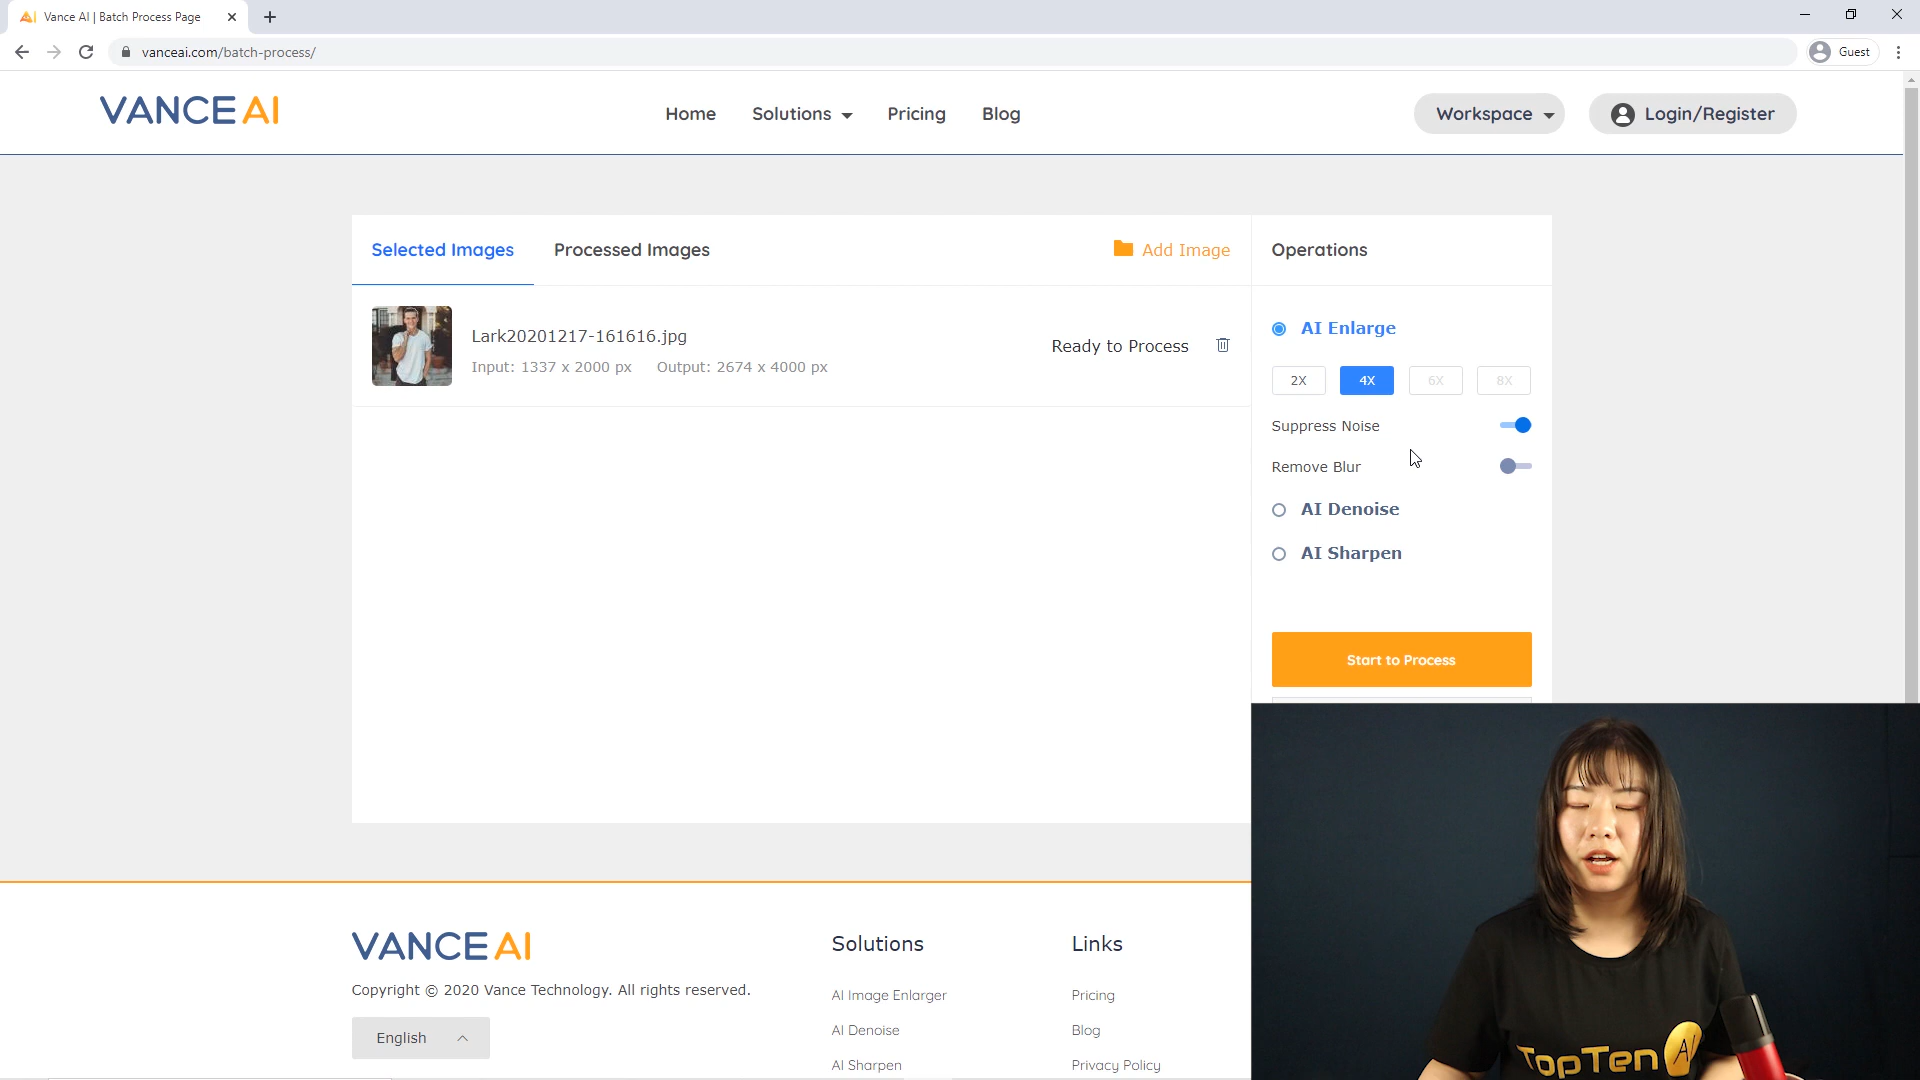 Vance AI | Batch Process Page
vanceai.com/batch-process/
Guest
VANCE AI
Home
Solutions
Pricing
Blog
Workspace
Login/Register
Selected Images
Processed Images
Add Image
Operations
Lark20201217-161616.jpg
Input: 1337 x 2000 px Output: 2674 x 4000 px
Ready to Process
AI Enlarge
2X 4X 6X 8X
Suppress Noise
Remove Blur
AI Denoise
AI Sharpen
Start to Process
VANCE AI
Copyright © 2020 Vance Technology. All rights reserved.
English
Solutions
AI Image Enlarger
AI Denoise
AI Sharpen
Links
Pricing
Blog
Privacy Policy
TopTen AI